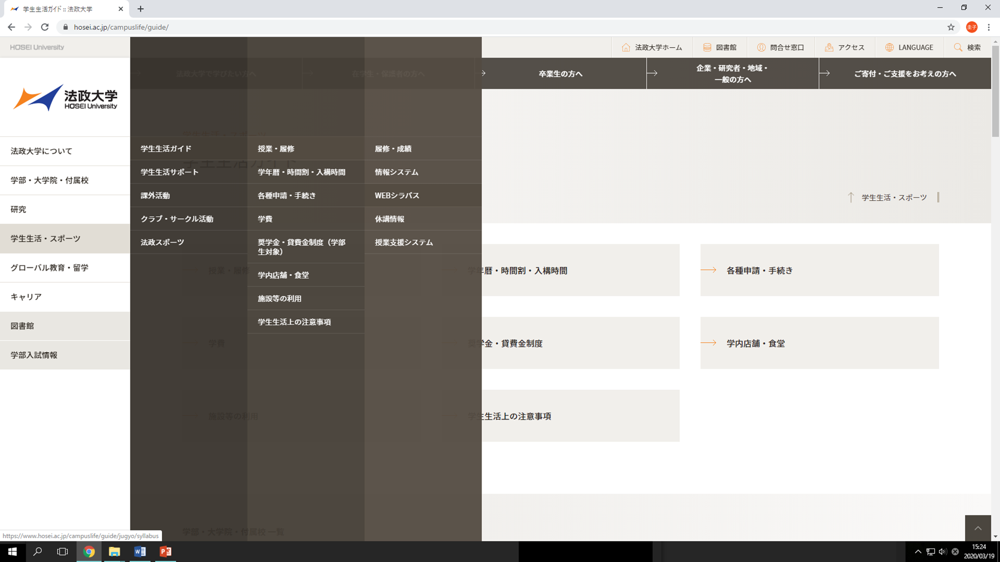 学生生活ガイド :: 法政大学
hosei.ac.jp/campuslife/guide/
圭子
HOSEI University
法政大学ホーム
図書館
問合せ窓口
アクセス
LANGUAGE
検索
法政大学で学びたい方へ
在学生・保護者の方へ
卒業生の方へ
企業・研究者・地域・
一般の方へ
ご寄付・ご支援をお考えの方へ
法政大学
HOSEI University
法政大学について
学部・大学院・付属校
研究
学生生活・スポーツ
グローバル教育・留学
キャリア
図書館
学部入試情報
学生生活ガイド
学生生活サポート
課外活動
クラブ・サークル活動
法政スポーツ
授業・履修
学年暦・時間割・入構時間
各種申請・手続き
学費
奨学金・貸費金制度（学部
生対象）
学内店舗・食堂
施設等の利用
学生生活上の注意事項
履修・成績
情報システム
WEBシラバス
休講情報
授業支援システム
学生生活・スポーツ
学生生活ガイド
学生生活・スポーツ
授業・履修
学年暦・時間割・入構時間
各種申請・手続き
学費
奨学金・貸費金制度
学内店舗・食堂
施設等の利用
学生生活上の注意事項
学部・大学院・付属校 一覧
https://www.hosei.ac.jp/campuslife/guide/jugyo/syllabus
15:24
2020/03/19